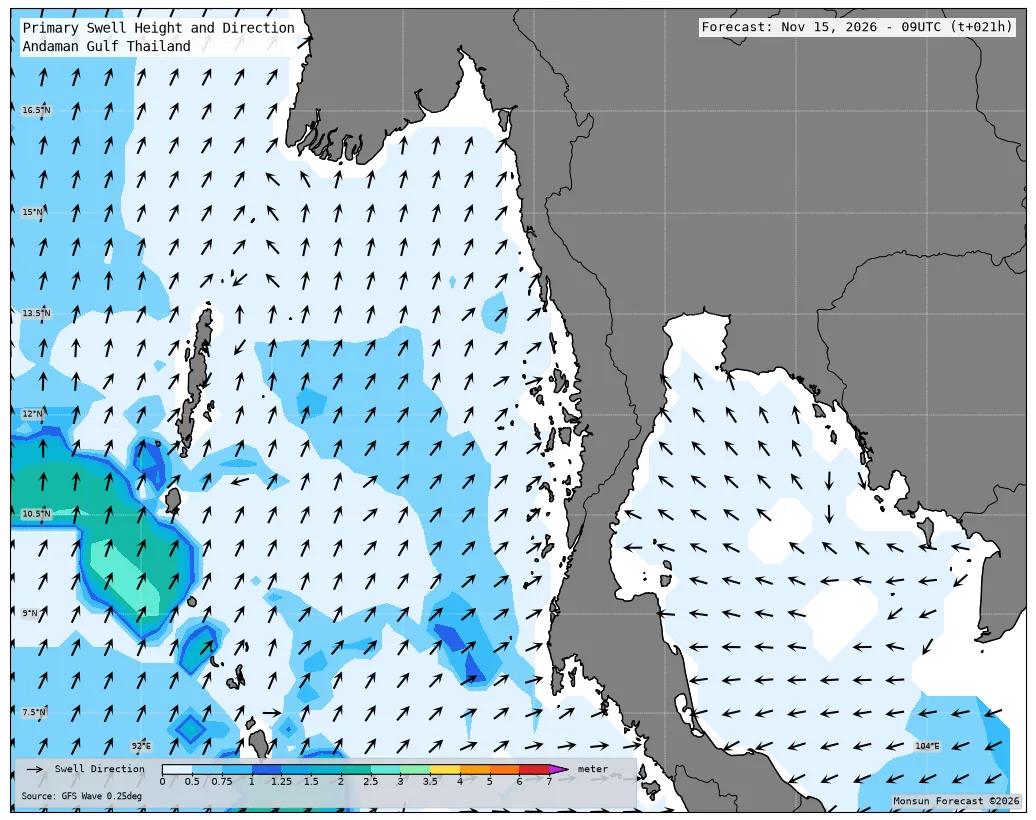 Primary Swell Height and Direction
Andaman Gulf Thailand
Forecast: Nov 15, 2026 - 09UTC (t+021h)
16.5°N
15°N
13.5°N
12°N
10.5°N
9°N
7.5°N
92°E
104°E
Swell Direction
meter
0 0.5 0.75 1.25 1.5 2 2.5 3 3.5 4 5 6 7
Source: GFS Wave 0.25deg
Monsun Forecast ©2026